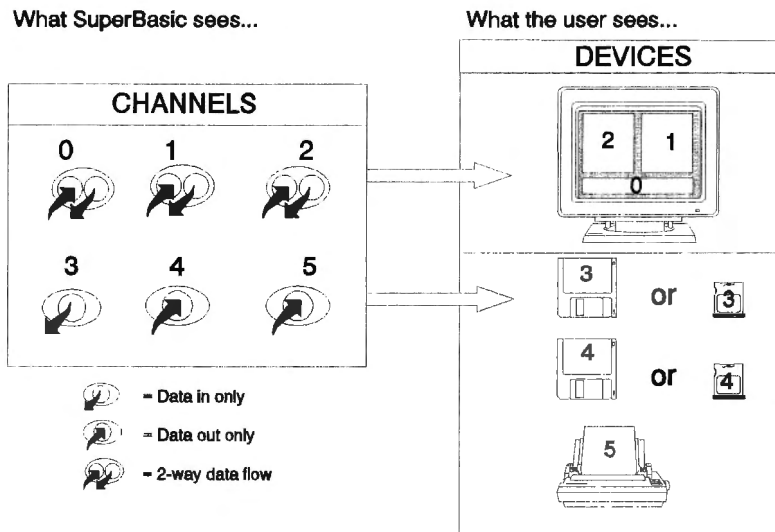 What SuperBasic sees...
CHANNELS
0 1 2
3 4 5
= Data in only
= Data out only
= 2-way data flow
What the user sees...
DEVICES
2 1
0
3 or 3
4 or 4
5